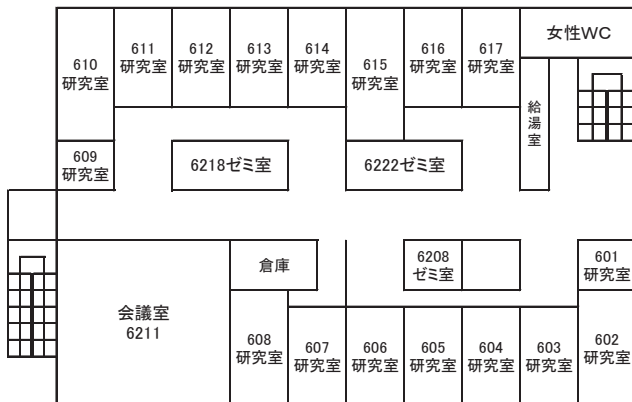 610
研究室
611
研究室
612
研究室
613
研究室
614
研究室
615
研究室
616
研究室
617
研究室
女性WC
給湯室
609
研究室
6218ゼミ室
6222ゼミ室
倉庫
6208
ゼミ室
601
研究室
会議室
6211
608
研究室
607
研究室
606
研究室
605
研究室
604
研究室
603
研究室
602
研究室